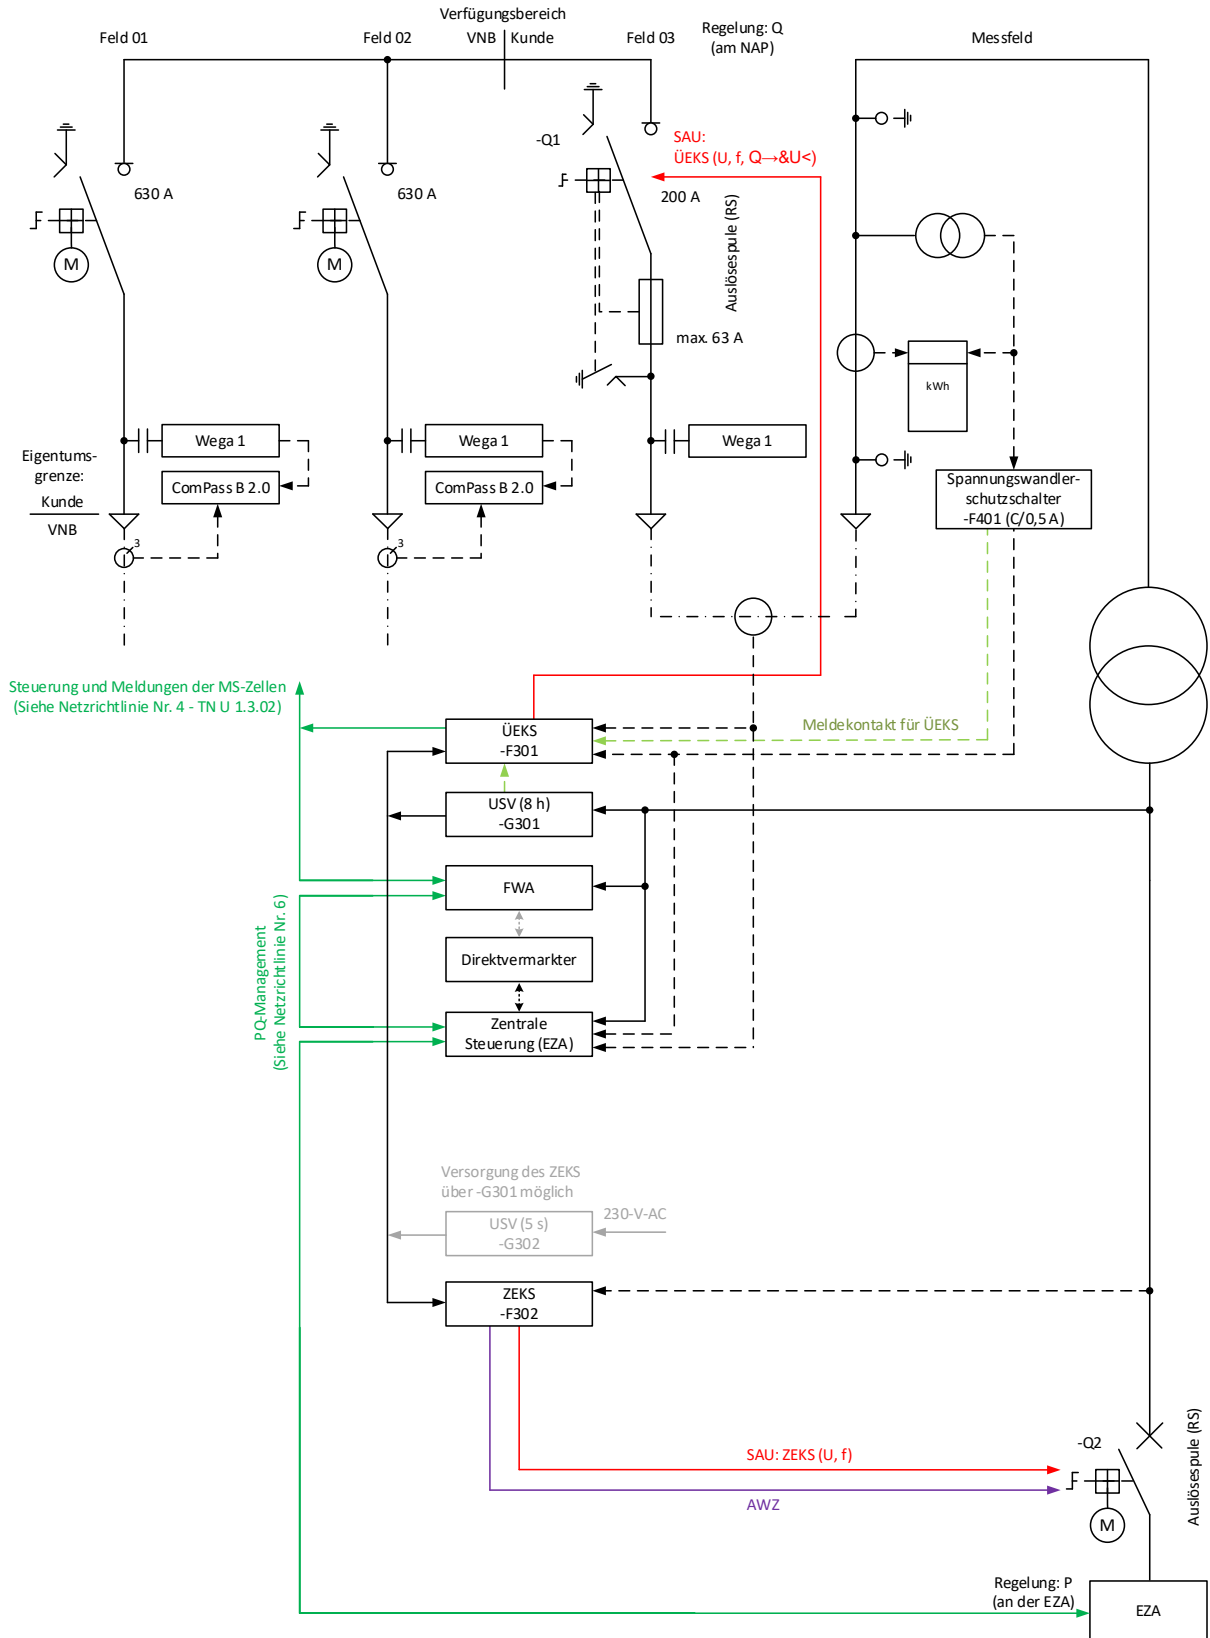 Verfügungsbereich
VNB | Kunde
Feld 01
Feld 02
Feld 03
Regelung: Q
(am NAP)
Messfeld
-Q1
SAU:
ÜEKS (U, f, Q→&U<)
630 A
630 A
200 A
Auslösespule (RS)
M
M
max. 63 A
kWh
Wega 1
Wega 1
Wega 1
ComPass B 2.0
ComPass B 2.0
Eigentums-
grenze:
Kunde
VNB
3
3
Spannungswandler-
schutzschalter
-F401 (C/0,5 A)
Steuerung und Meldungen der MS-Zellen
(Siehe Netzrichtlinie Nr. 4 - TN U 1.3.02)
ÜEKS
-F301
Meldekontakt für ÜEKS
USV (8 h)
-G301
FWA
Direktvermarkter
Zentrale
Steuerung (EZA)
PQ-Management
(Siehe Netzrichtlinie Nr. 6)
Versorgung des ZEKS
über -G301 möglich
USV (5 s)
-G302
230-V-AC
ZEKS
-F302
SAU: ZEKS (U, f)
AWZ
-Q2
M
Auslösespule (RS)
Regelung: P
(an der EZA)
EZA